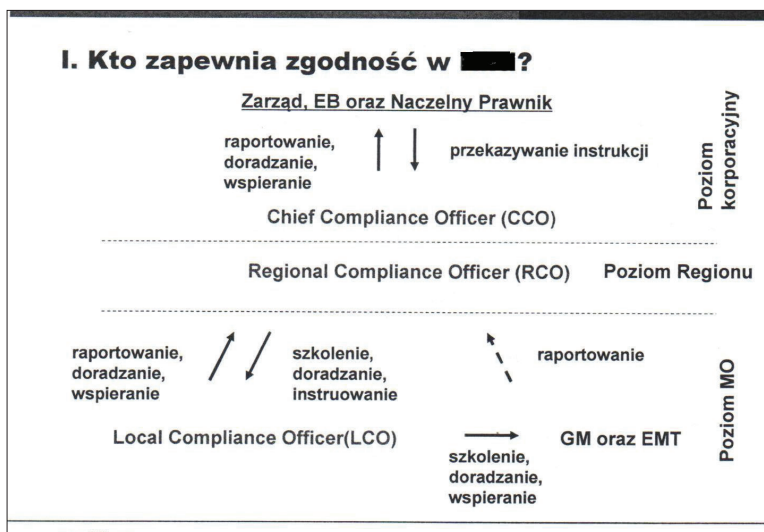 I. Kto zapewnia zgodność w ?
Zarząd, EB oraz Naczelny Prawnik
raportowanie,
doradzanie,
wspieranie
przekazywanie instrukcji
Poziom
korporacyjny
Chief Compliance Officer (CCO)
Regional Compliance Officer (RCO)
Poziom Regionu
raportowanie,
doradzanie,
wspieranie
szkolenie,
doradzanie,
instruowanie
raportowanie
Poziom MO
Local Compliance Officer(LCO)
GM oraz EMT
szkolenie,
doradzanie,
wspieranie